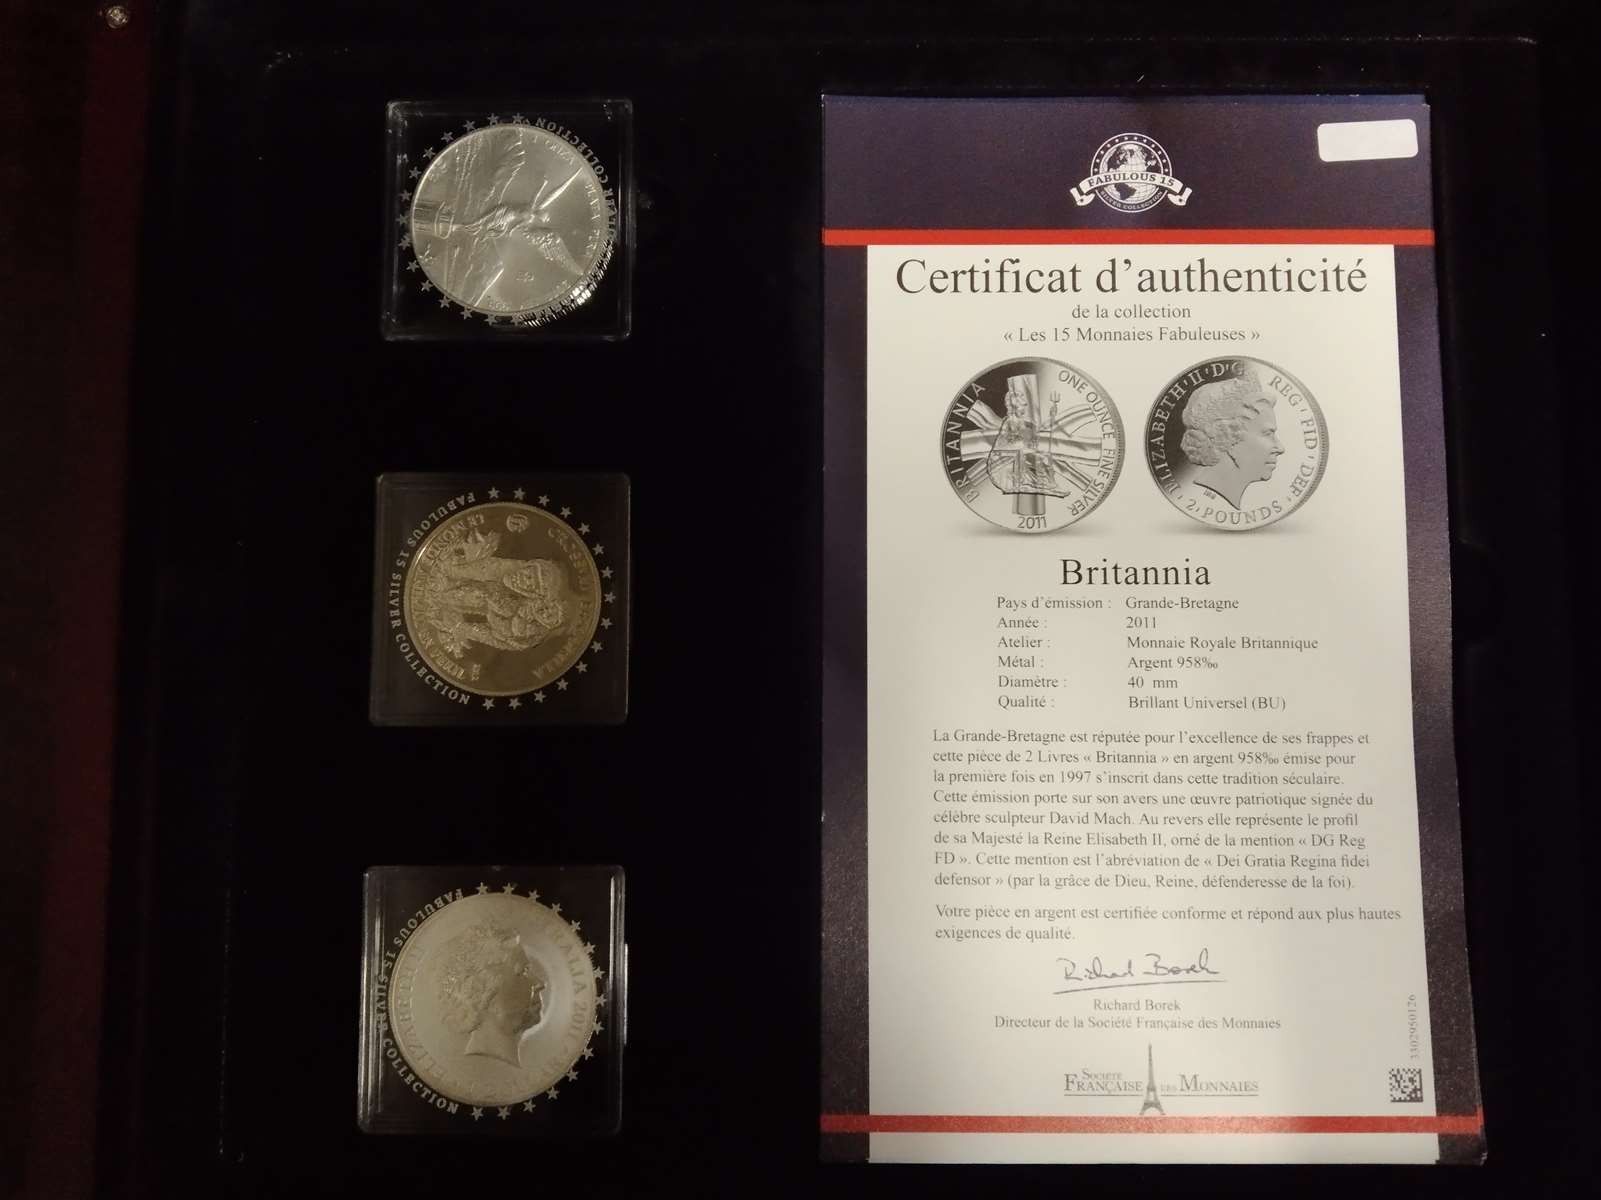 FABULOUS 15
SILVER COLLECTION
Certificat d’authenticité
de la collection
« Les 15 Monnaies Fabuleuses »
BRITANNIA
ONE OUNCE FINE SILVER
2011
ELIZABETH·II·D·G
REG·FID·DEF·
2·POUNDS
Britannia
Pays d’émission : Grande-Bretagne
Année : 2011
Atelier : Monnaie Royale Britannique
Métal : Argent 958‰
Diamètre : 40 mm
Qualité : Brillant Universel (BU)
La Grande-Bretagne est réputée pour l’excellence de ses frappes et
cette pièce de 2 Livres « Britannia » en argent 958‰ émise pour
la première fois en 1997 s’inscrit dans cette tradition séculaire.
Cette émission porte sur son avers une œuvre patriotique signée du
célèbre sculpteur David Mach. Au revers elle représente le profil
de sa Majesté la Reine Elisabeth II, orné de la mention « DG Reg
FD ». Cette mention est l’abréviation de « Dei Gratia Regina fidei
defensor » (par la grâce de Dieu, Reine, défenderesse de la foi).
Votre pièce en argent est certifiée conforme et répond aux plus hautes
exigences de qualité.
Richard Borek
Richard Borek
Directeur de la Société Française des Monnaies
3302950126
SOCIÉTÉ
FRANÇAISE DES MONNAIES
COLLECTION
FABULOUS 15 SILVER COLLECTION
FABULOUS 15 SILVER COLLECTION